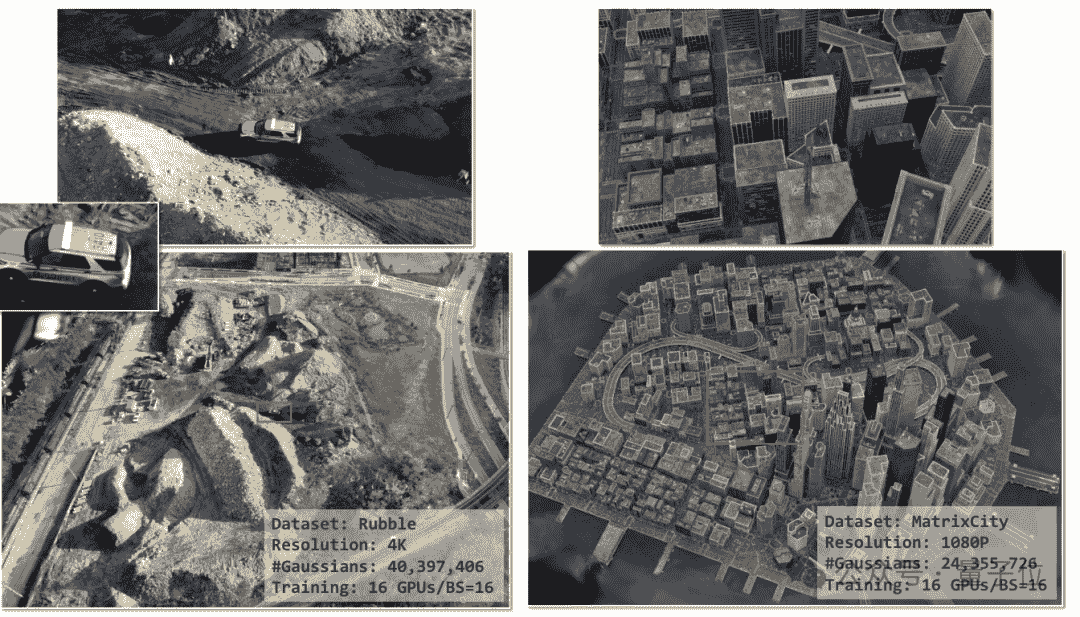 Dataset: Rubble
Resolution: 4K
#Gaussians: 40,397,406
Training: 16 GPUs/BS=16
Dataset: MatrixCity
Resolution: 1080P
#Gaussians: 24,355,726
Training: 16 GPUs/BS=16